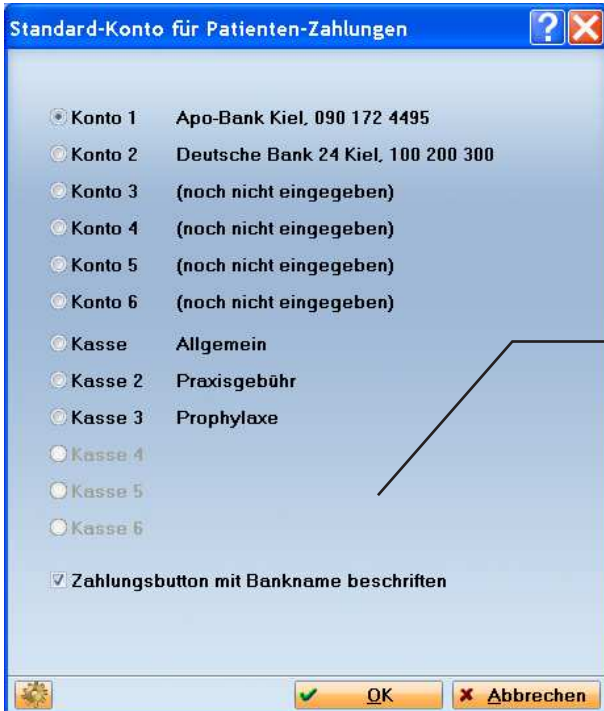 Standard-Konto für Patienten-Zahlungen ?
Konto 1 Apo-Bank Kiel, 090 172 4495
Konto 2 Deutsche Bank 24 Kiel, 100 200 300
Konto 3 (noch nicht eingegeben)
Konto 4 (noch nicht eingegeben)
Konto 5 (noch nicht eingegeben)
Konto 6 (noch nicht eingegeben)
Kasse Allgemein
Kasse 2 Praxisgebühr
Kasse 3 Prophylaxe
Kasse 4
Kasse 5
Kasse 6
Zahlungsbutton mit Bankname beschriften
OK Abbrechen